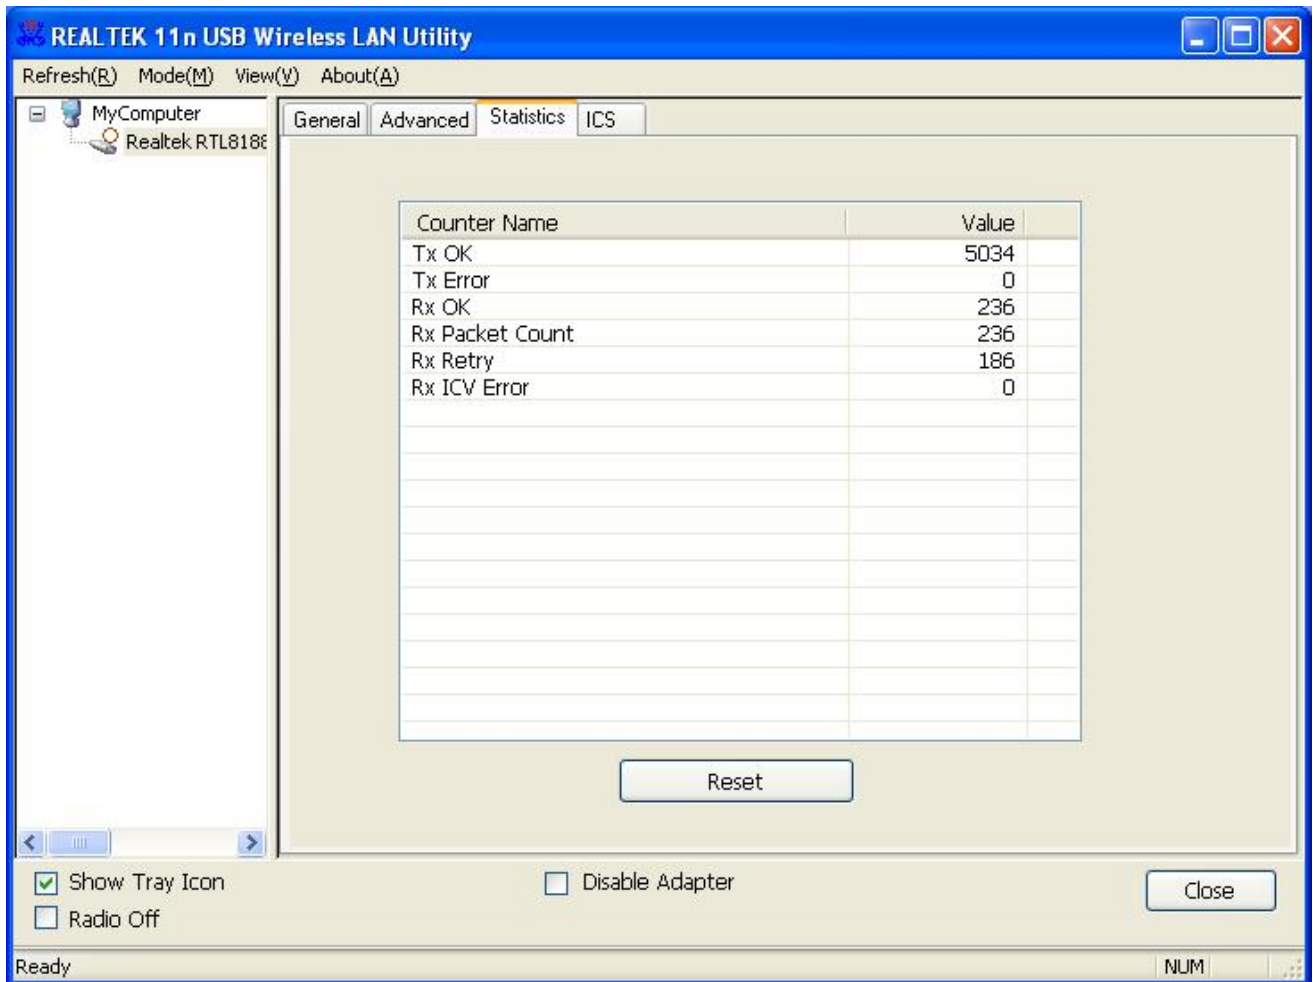 REALTEK 11n USB Wireless LAN Utility
Refresh(R) Mode(M) View(V) About(A)
MyComputer
Realtek RTL8188
General Advanced Statistics ICS
Counter Name Value
Tx OK 5034
Tx Error 0
Rx OK 236
Rx Packet Count 236
Rx Retry 186
Rx ICV Error 0
Reset
Show Tray Icon
Disable Adapter
Radio Off
Close
Ready
NUM